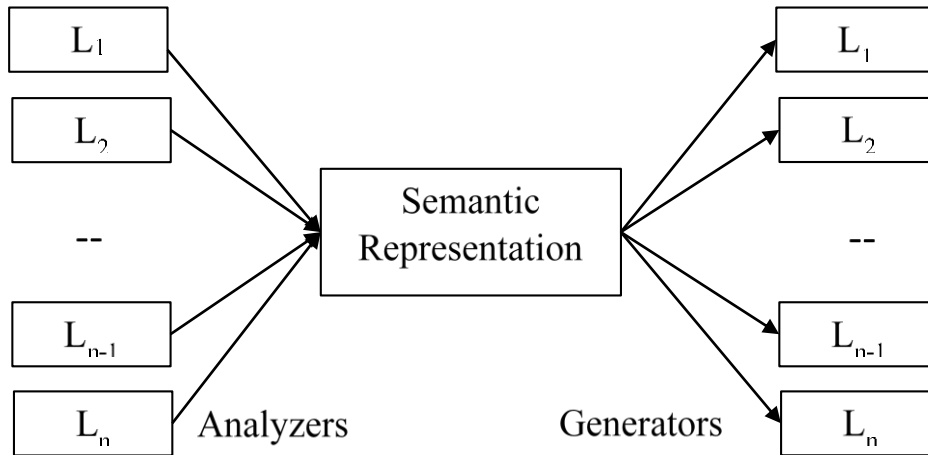 L₁
L₁
L₂
L₂
Semantic
Representation
--
--
Lₙ₋₁
Lₙ₋₁
Lₙ
Analyzers
Generators
Lₙ